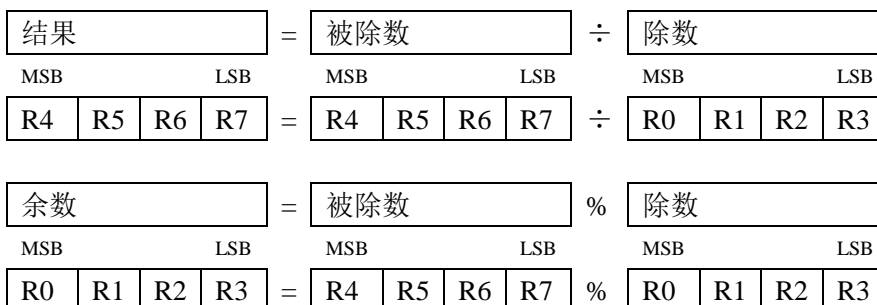 结果 = 被除数 ÷ 除数
MSB LSB MSB LSB MSB LSB
R4 R5 R6 R7 = R4 R5 R6 R7 ÷ R0 R1 R2 R3
余数 = 被除数 % 除数
MSB LSB MSB LSB MSB LSB
R0 R1 R2 R3 = R4 R5 R6 R7 % R0 R1 R2 R3